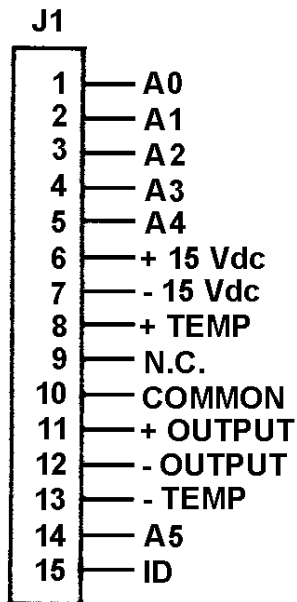 J1
1 A0
2 A1
3 A2
4 A3
5 A4
6 + 15 Vdc
7 - 15 Vdc
8 + TEMP
9 N.C.
10 COMMON
11 + OUTPUT
12 - OUTPUT
13 - TEMP
14 A5
15 ID